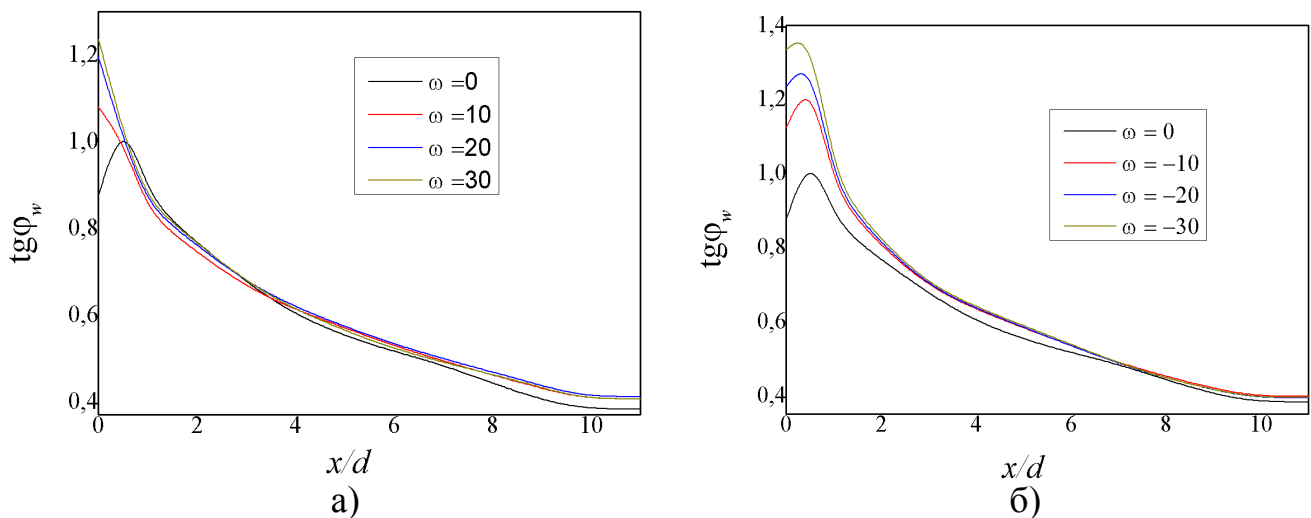 1,2
1,0
0,8
0,6
0,4
tgφw
ω =0
ω =10
ω =20
ω =30
0 2 4 6 8 10
x/d
а)
1,4
1,2
1,0
0,8
0,6
0,4
tgφw
ω = 0
ω = −10
ω = −20
ω = −30
0 2 4 6 8 10
x/d
б)